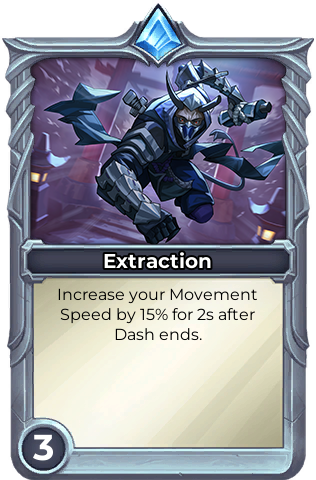 Extraction
Increase your Movement
Speed by 15% for 2s after
Dash ends.
3